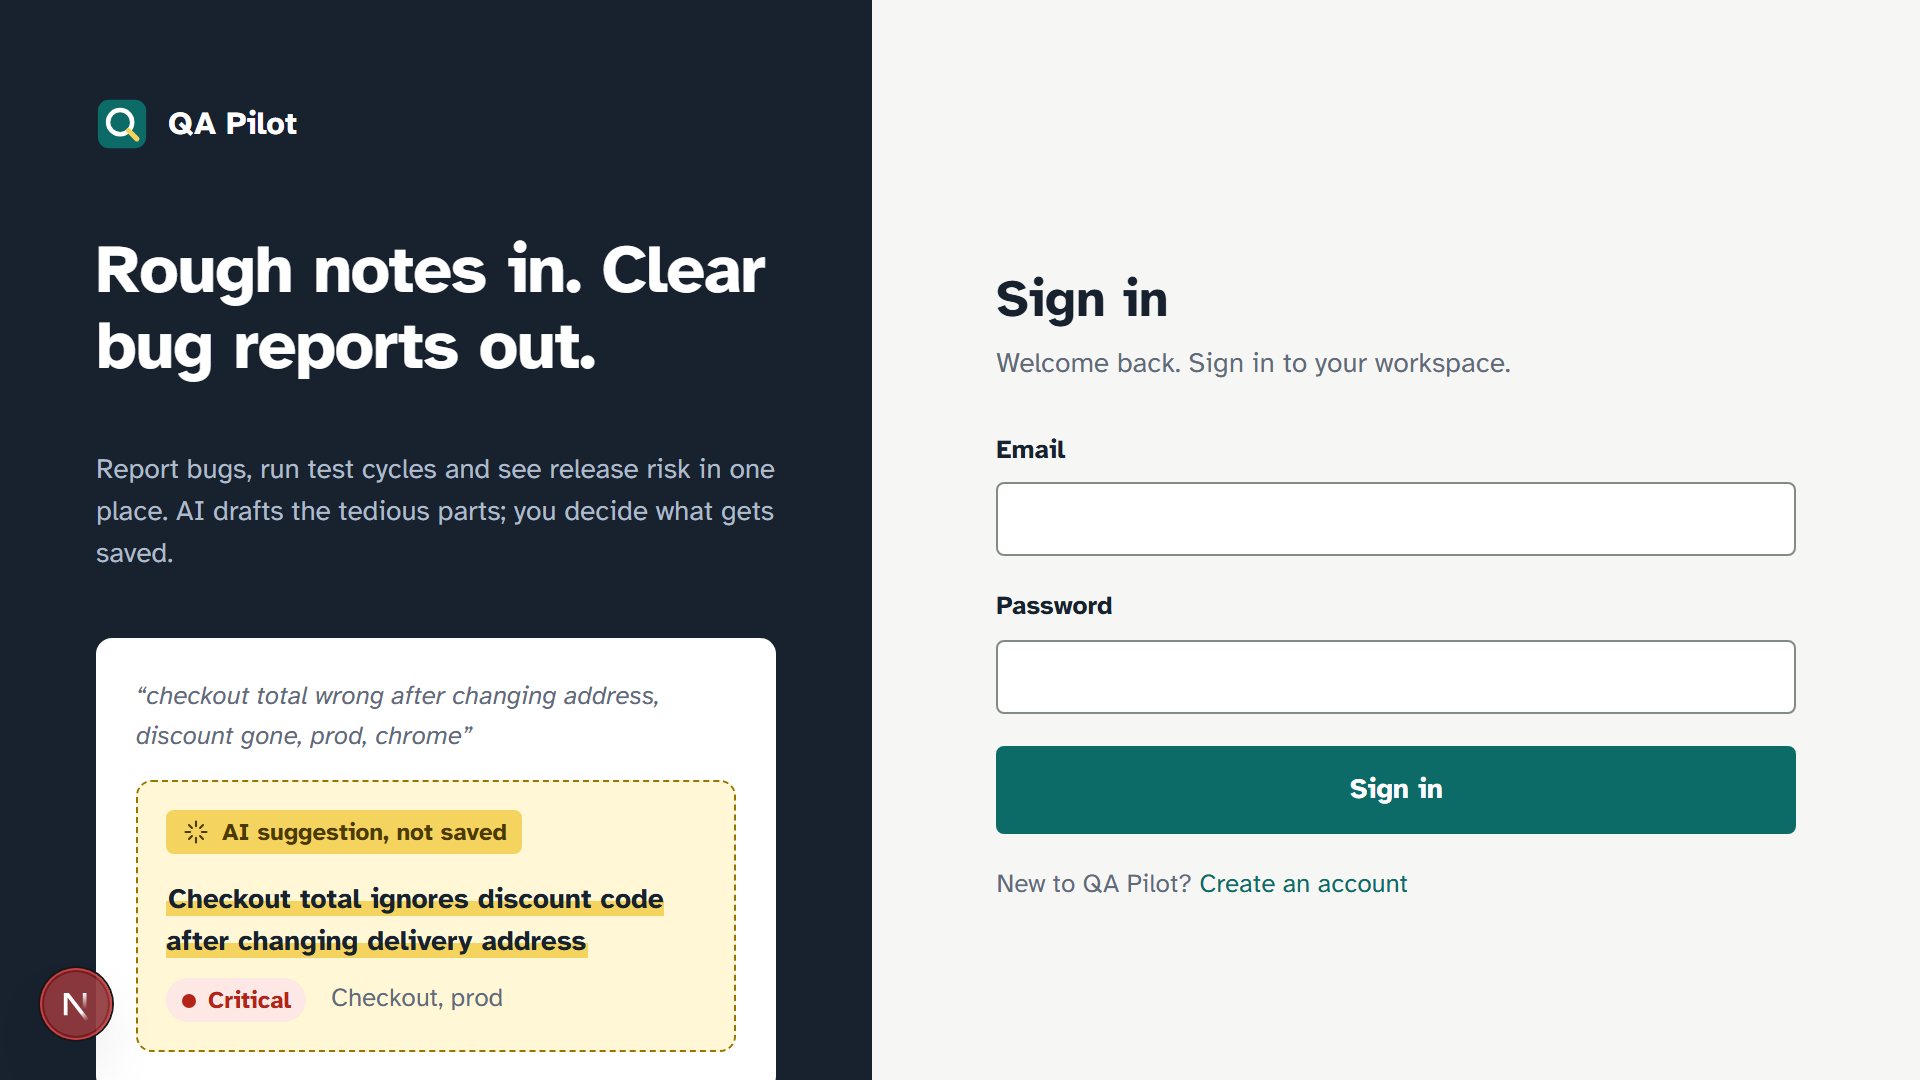 QA Pilot
Rough notes in. Clear
bug reports out.
Report bugs, run test cycles and see release risk in one
place. AI drafts the tedious parts; you decide what gets
saved.
“checkout total wrong after changing address,
discount gone, prod, chrome”
AI suggestion, not saved
Checkout total ignores discount code
after changing delivery address
Critical
Checkout, prod
N
Sign in
Welcome back. Sign in to your workspace.
Email
Password
Sign in
New to QA Pilot? Create an account